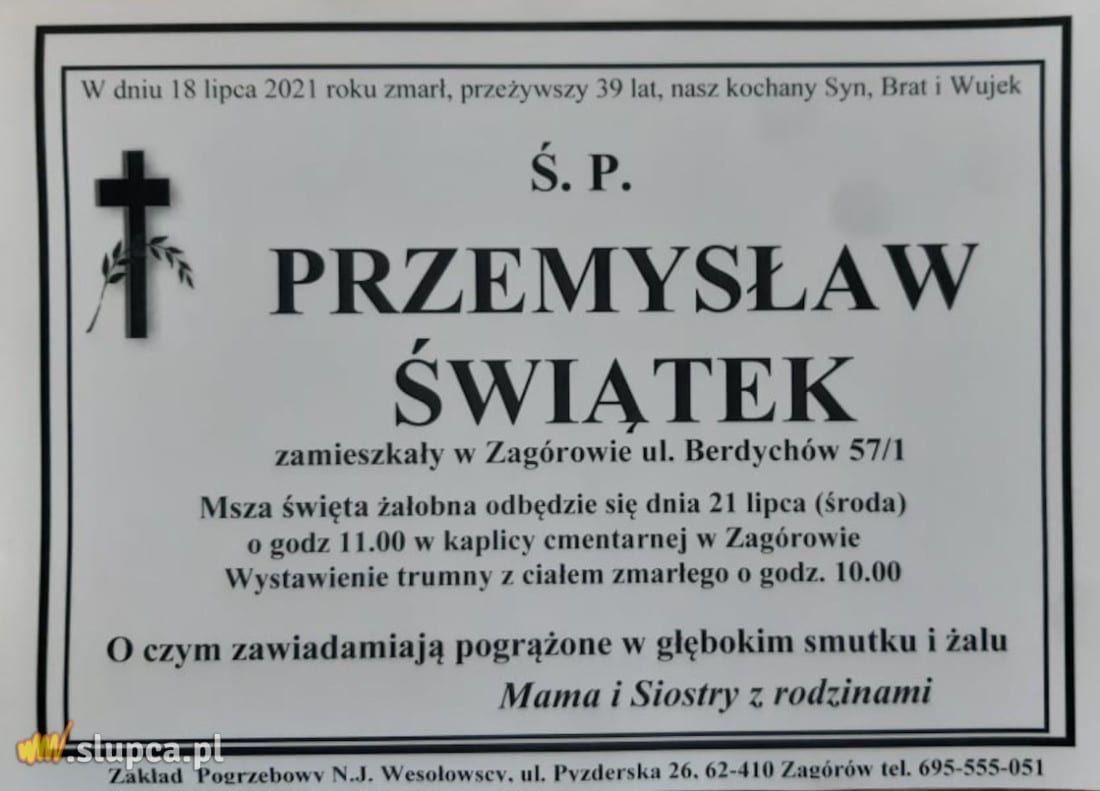 W dniu 18 lipca 2021 roku zmarł, przeżywszy 39 lat, nasz kochany Syn, Brat i Wujek
Ś. P.
PRZEMYSŁAW
ŚWIĄTEK
zamieszkały w Zagórowie ul. Berdychów 57/1
Msza święta żałobna odbędzie się dnia 21 lipca (środa)
o godz 11.00 w kaplicy cmentarnej w Zagórowie
Wystawienie trumny z ciałem zmarłego o godz. 10.00
O czym zawiadamiają pogrążone w głębokim smutku i żalu
Mama i Siostry z rodzinami
www.slupca.pl
Zakład Pogrzebowy N.J. Wesołowscy, ul. Pyzderska 26, 62-410 Zagórów tel. 695-555-051